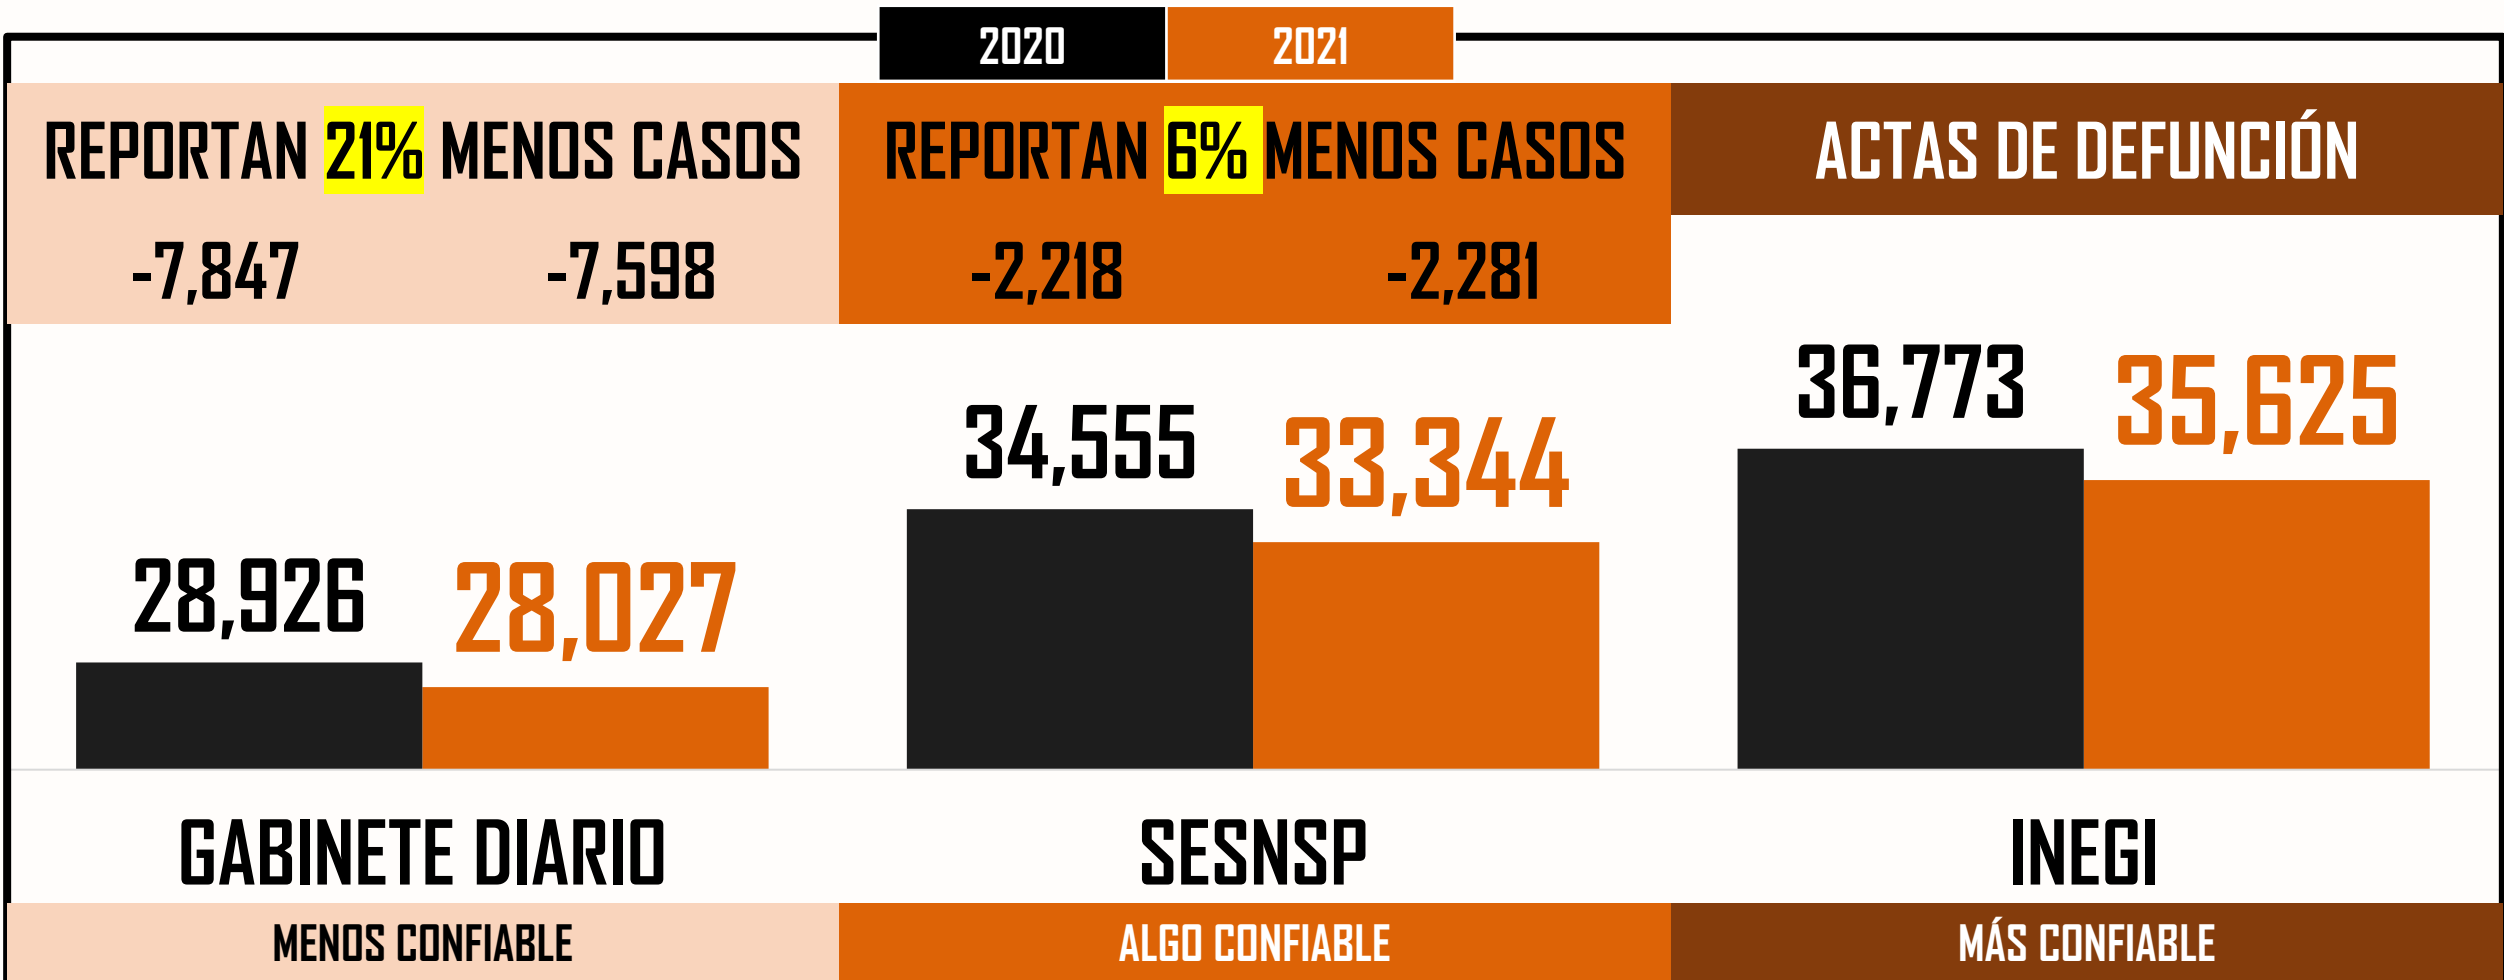 2020
2021
REPORTAN 21% MENOS CASOS
REPORTAN 6% MENOS CASOS
ACTAS DE DEFUNCIÓN
-7,847
-7,598
-2,218
-2,281
36,773
35,625
34,555
33,344
28,926
28,027
GABINETE DIARIO
SESNSP
INEGI
MENOS CONFIABLE
ALGO CONFIABLE
MÁS CONFIABLE